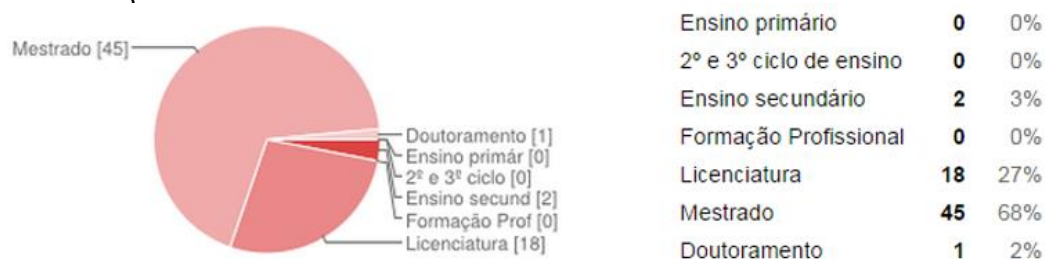 Mestrado [45]
Doutoramento [1]
Ensino primár [0]
2º e 3º ciclo [0]
Ensino secund [2]
Formação Prof [0]
Licenciatura [18]
Ensino primário 0 0%
2º e 3º ciclo de ensino 0 0%
Ensino secundário 2 3%
Formação Profissional 0 0%
Licenciatura 18 27%
Mestrado 45 68%
Doutoramento 1 2%